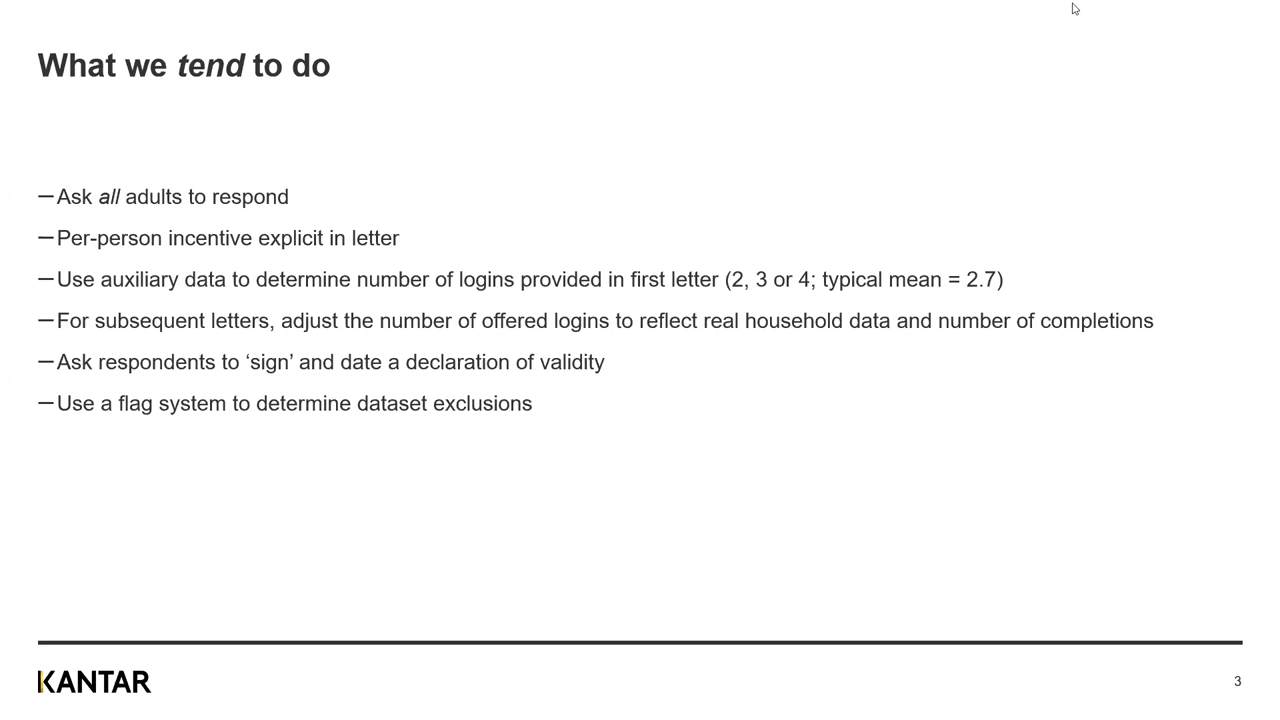 What we tend to do
—Ask all adults to respond
—Per-person incentive explicit in letter
—Use auxiliary data to determine number of logins provided in first letter (2, 3 or 4; typical mean = 2.7)
—For subsequent letters, adjust the number of offered logins to reflect real household data and number of completions
—Ask respondents to ‘sign’ and date a declaration of validity
—Use a flag system to determine dataset exclusions
KANTAR
3